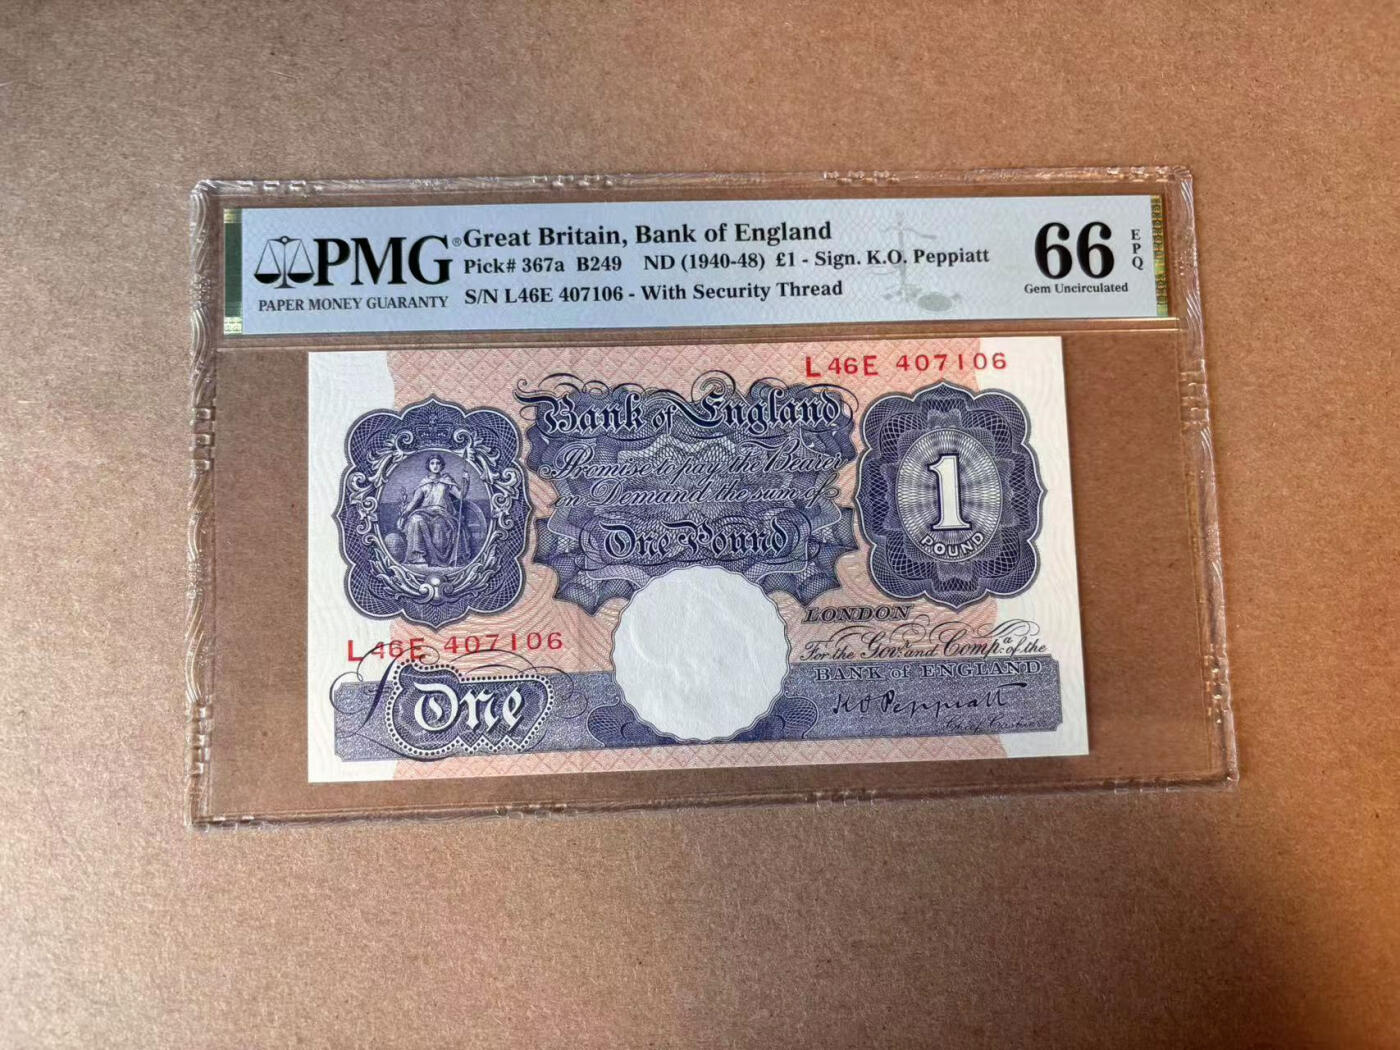 PMG®
PAPER MONEY GUARANTY
Great Britain, Bank of England
Pick# 367a B249 ND (1940-48) £1 - Sign. K.O. Peppiatt
S/N L46E 407106 - With Security Thread
66
EPQ
Gem Uncirculated
L46E 407106
Bank of England
Promise to pay the Bearer
on Demand the sum of
One Pound
1
POUND
LONDON
For the Govr. and Compa. of the
BANK of ENGLAND
K O Peppiatt
Chief Cashier
L46E 407106
£One